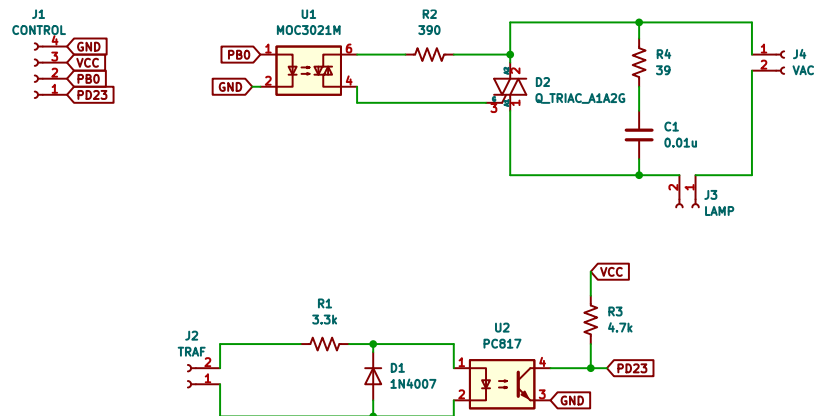 J1
CONTROL
4 GND
3 VCC
2 PB0
1 PD23
U1
MOC3021M
PB0 1 6
GND 2 4
R2
390
D2
Q_TRIAC_A1A2G
A2 2
G 3
A1 1
R4
39
C1
0.01u
1 J4
2 VAC
2 1 J3
LAMP
VCC
R3
4.7k
R1
3.3k
J2
TRAF
2
1
D1
1N4007
U2
PC817
1 4 PD23
2 3 GND